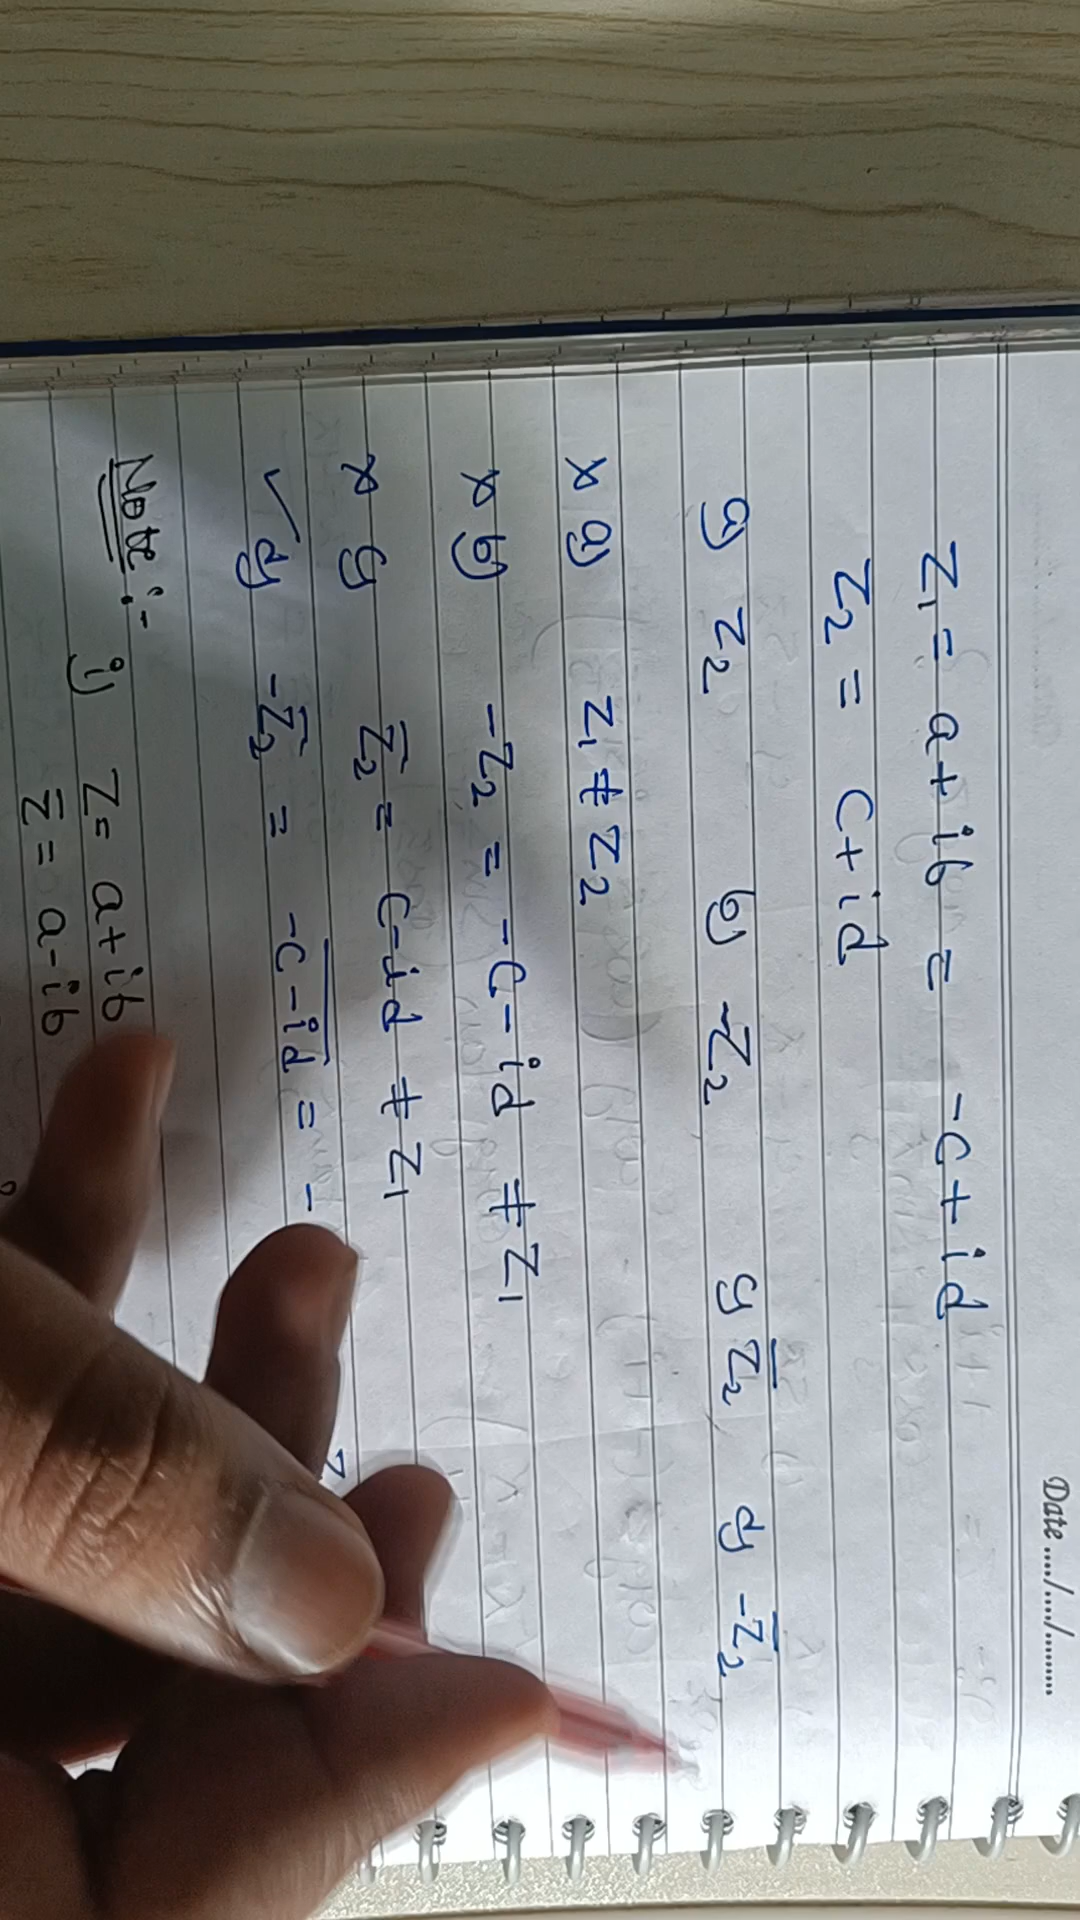 Date ..../..../.........
z₁ = a+ib = -c+id
z₂ = c+id
a) z₂ b) -z₂ c) z̅₂ d) -z̅₂
x a) z₁ ≠ z₂
x b) -z₂ = -c-id ≠ z₁
x c) z̅₂ = c-id ≠ z₁
✓ d) -z̅₂ = -c̅-̅i̅d̅ = -
Note :-
i) z = a+ib
z̅ = a-ib